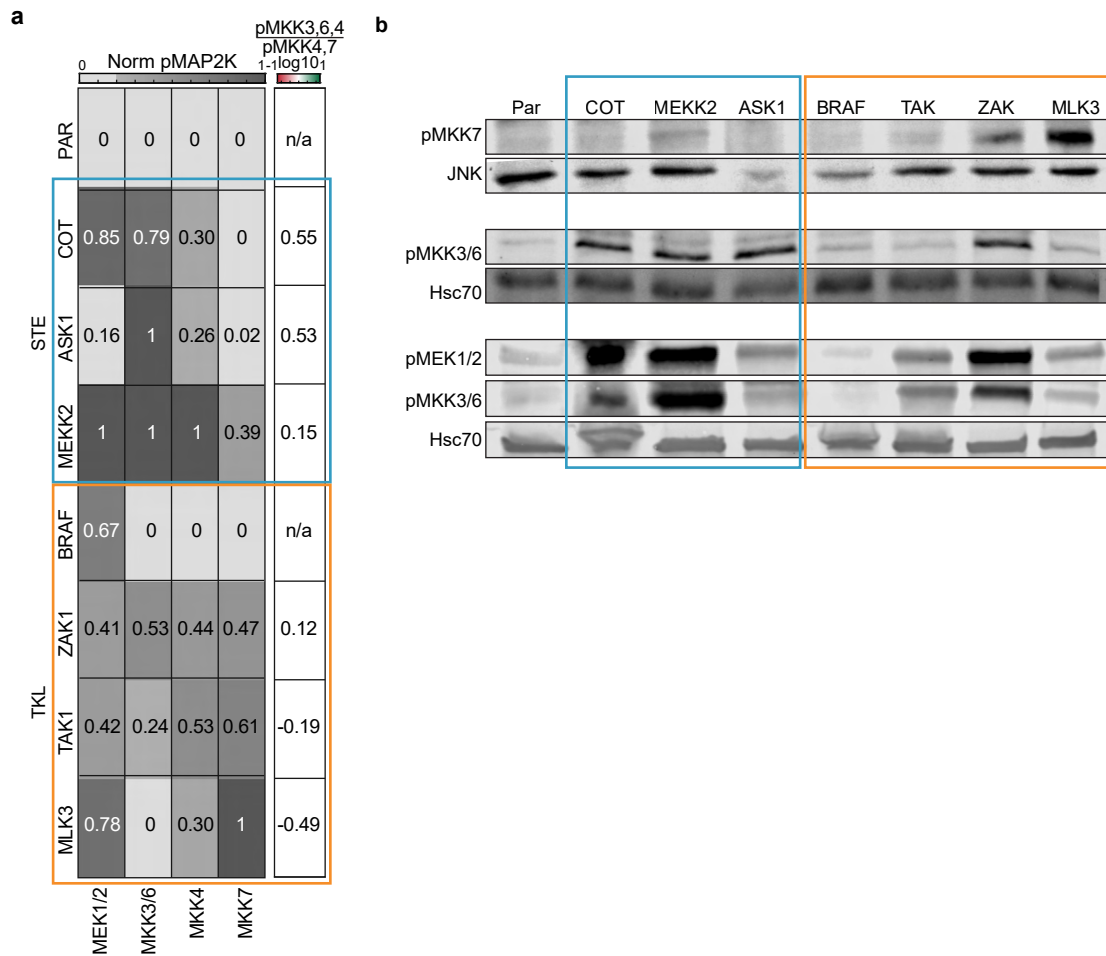 a
Norm pMAP2K
0
1
pMKK3,6,4
pMKK4,7
-1 log10 1
PAR 0 0 0 0 n/a
STE
COT 0.85 0.79 0.30 0 0.55
ASK1 0.16 1 0.26 0.02 0.53
MEKK2 1 1 1 0.39 0.15
TKL
BRAF 0.67 0 0 0 n/a
ZAK1 0.41 0.53 0.44 0.47 0.12
TAK1 0.42 0.24 0.53 0.61 -0.19
MLK3 0.78 0 0.30 1 -0.49
MEK1/2 MKK3/6 MKK4 MKK7
b
Par COT MEKK2 ASK1 BRAF TAK ZAK MLK3
pMKK7
JNK
pMKK3/6
Hsc70
pMEK1/2
pMKK3/6
Hsc70